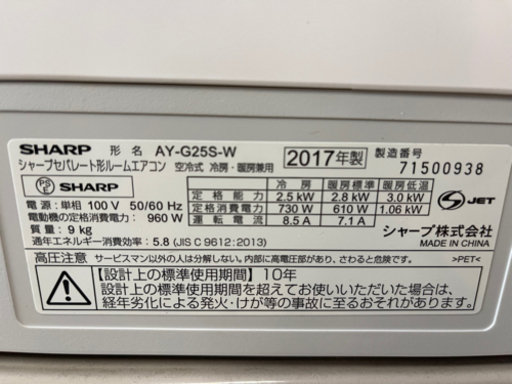 SHARP 形名 AY-G25S-W 2017年製 製造番号
シャープセパレート形ルームエアコン 空冷式 冷房・暖房兼用 71500938
PS E SHARP
冷房 暖房標準 暖房低温
電源:単相 100 V 50/60 Hz 定格能力 2.5 kW 2.8 kW 3.0 kW
電動機の定格消費電力: 960 W 定格消費電力 730 W 610 W 1.06 kW
質量:9 kg 運転電流 8.5 A 7.1 A
S JET
通年エネルギー消費効率:5.8 (JIS C 9612:2013) シャープ株式会社
MADE IN CHINA
高圧注意 サービスマン以外の人は分解しない。内部に高電圧部があり、さわると危険です。 >PET<
【設計上の標準使用期間】10年
設計上の標準使用期間を超えてお使いいただいた場合は、
経年劣化による発火・けが等の事故に至るおそれがあります。